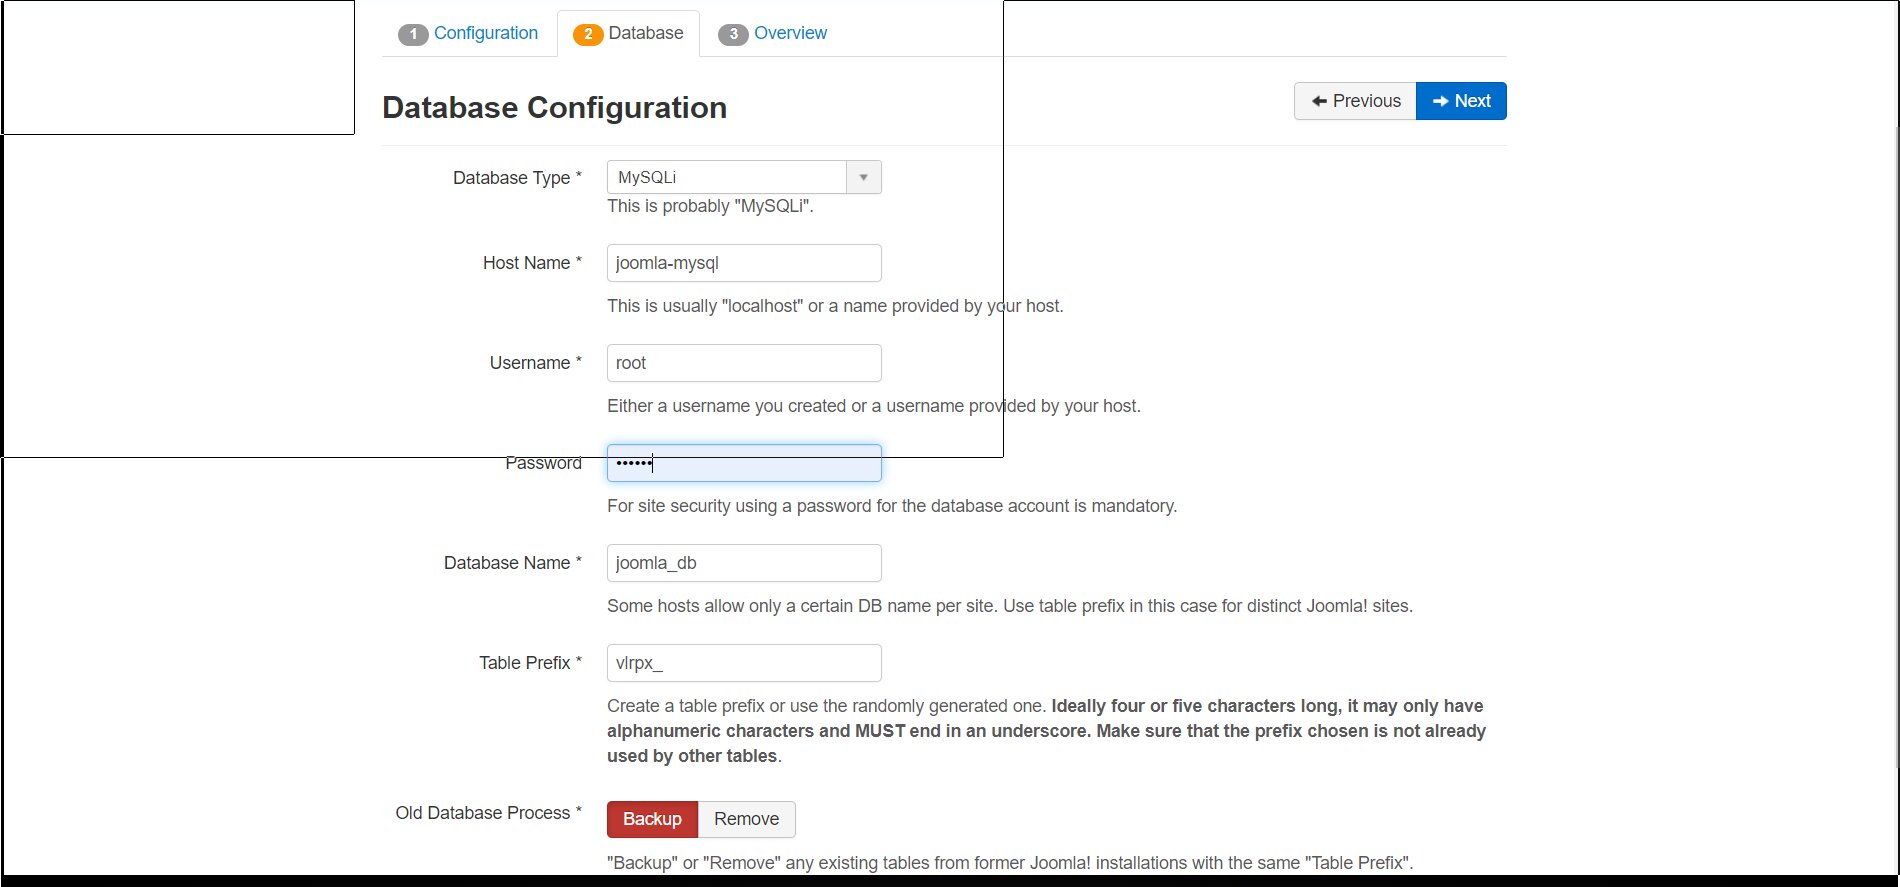 1 Configuration 2 Database 3 Overview
Database Configuration
Previous Next
Database Type * MySQLi
This is probably "MySQLi".
Host Name * joomla-mysql
This is usually "localhost" or a name provided by your host.
Username * root
Either a username you created or a username provided by your host.
Password ••••••
For site security using a password for the database account is mandatory.
Database Name * joomla_db
Some hosts allow only a certain DB name per site. Use table prefix in this case for distinct Joomla! sites.
Table Prefix * vlrpx_
Create a table prefix or use the randomly generated one. Ideally four or five characters long, it may only have
alphanumeric characters and MUST end in an underscore. Make sure that the prefix chosen is not already
used by other tables.
Old Database Process * Backup Remove
"Backup" or "Remove" any existing tables from former Joomla! installations with the same "Table Prefix".